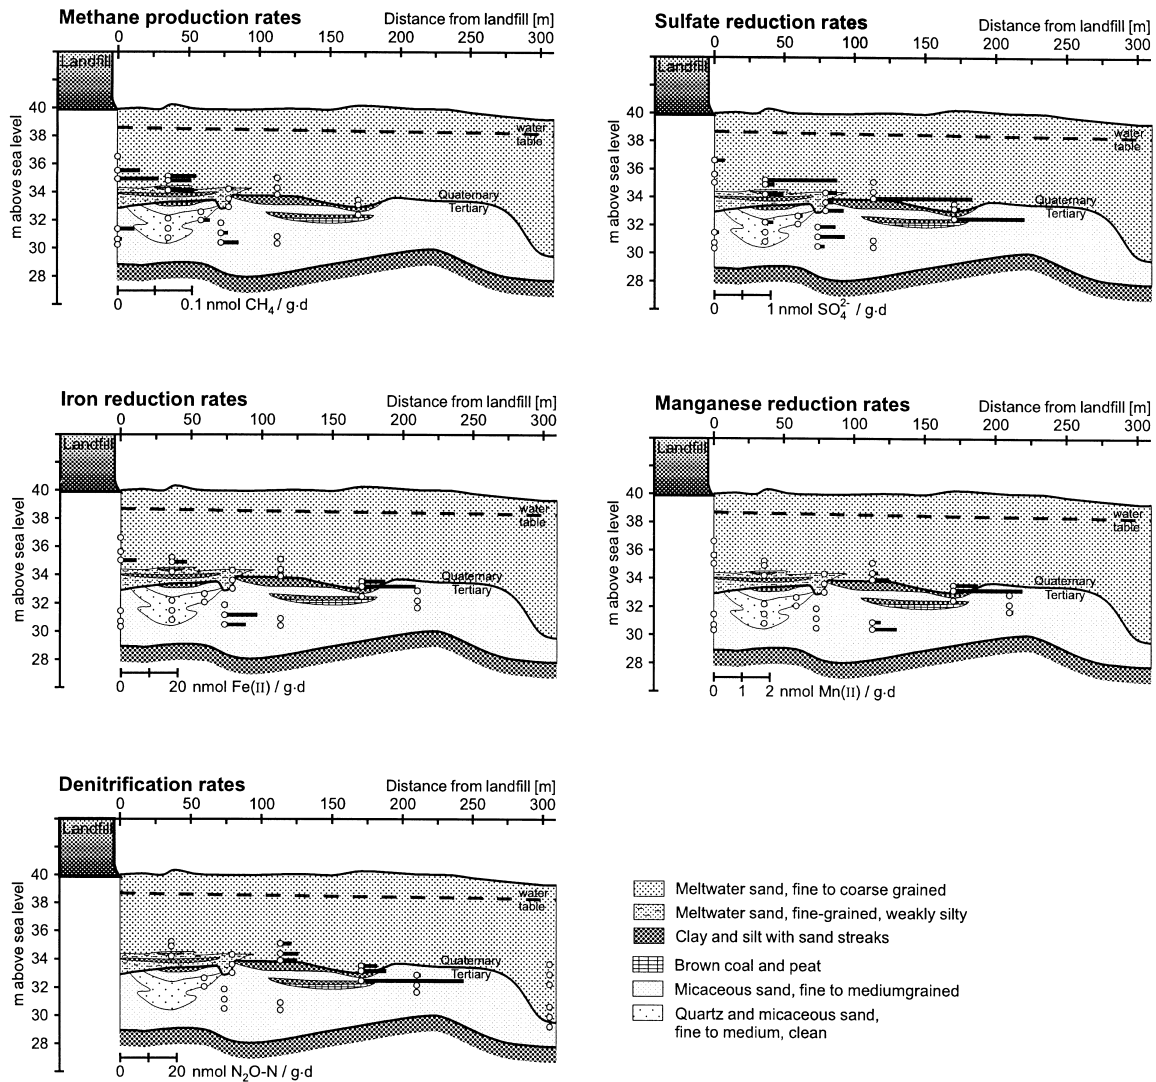 Methane production rates
Distance from landfill [m]
0 50 100 150 200 250 300
Landfill
m above sea level
40
38
36
34
32
30
28
water
table
Quaternary
Tertiary
0 0.1 nmol CH4 / g·d
Sulfate reduction rates
Distance from landfill [m]
0 50 100 150 200 250 300
Landfill
m above sea level
40
38
36
34
32
30
28
water
table
Quaternary
Tertiary
0 1 nmol SO4 2- / g·d
Iron reduction rates
Distance from landfill [m]
0 50 100 150 200 250 300
Landfill
m above sea level
40
38
36
34
32
30
28
water
table
Quaternary
Tertiary
0 20 nmol Fe(II) / g·d
Manganese reduction rates
Distance from landfill [m]
0 50 100 150 200 250 300
Landfill
m above sea level
40
38
36
34
32
30
28
water
table
Quaternary
Tertiary
0 1 2 nmol Mn(II) / g·d
Denitrification rates
Distance from landfill [m]
0 50 100 150 200 250 300
Landfill
m above sea level
40
38
36
34
32
30
28
water
table
Quaternary
Tertiary
0 20 nmol N2O-N / g·d
Meltwater sand, fine to coarse grained
Meltwater sand, fine-grained, weakly silty
Clay and silt with sand streaks
Brown coal and peat
Micaceous sand, fine to mediumgrained
Quartz and micaceous sand,
fine to medium, clean